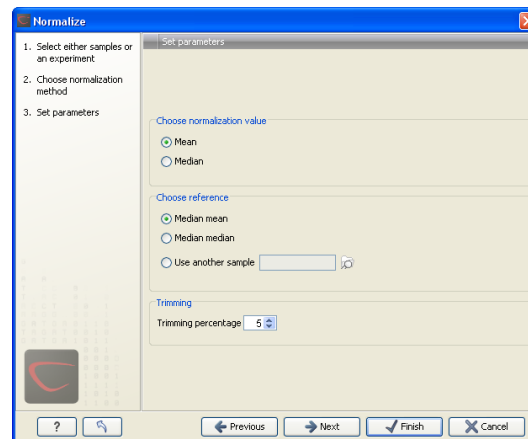 Normalize
1. Select either samples or
an experiment
2. Choose normalization
method
3. Set parameters
Set parameters
Choose normalization value
Mean
Median
Choose reference
Median mean
Median median
Use another sample
Trimming
Trimming percentage 5
?
Previous
Next
Finish
Cancel